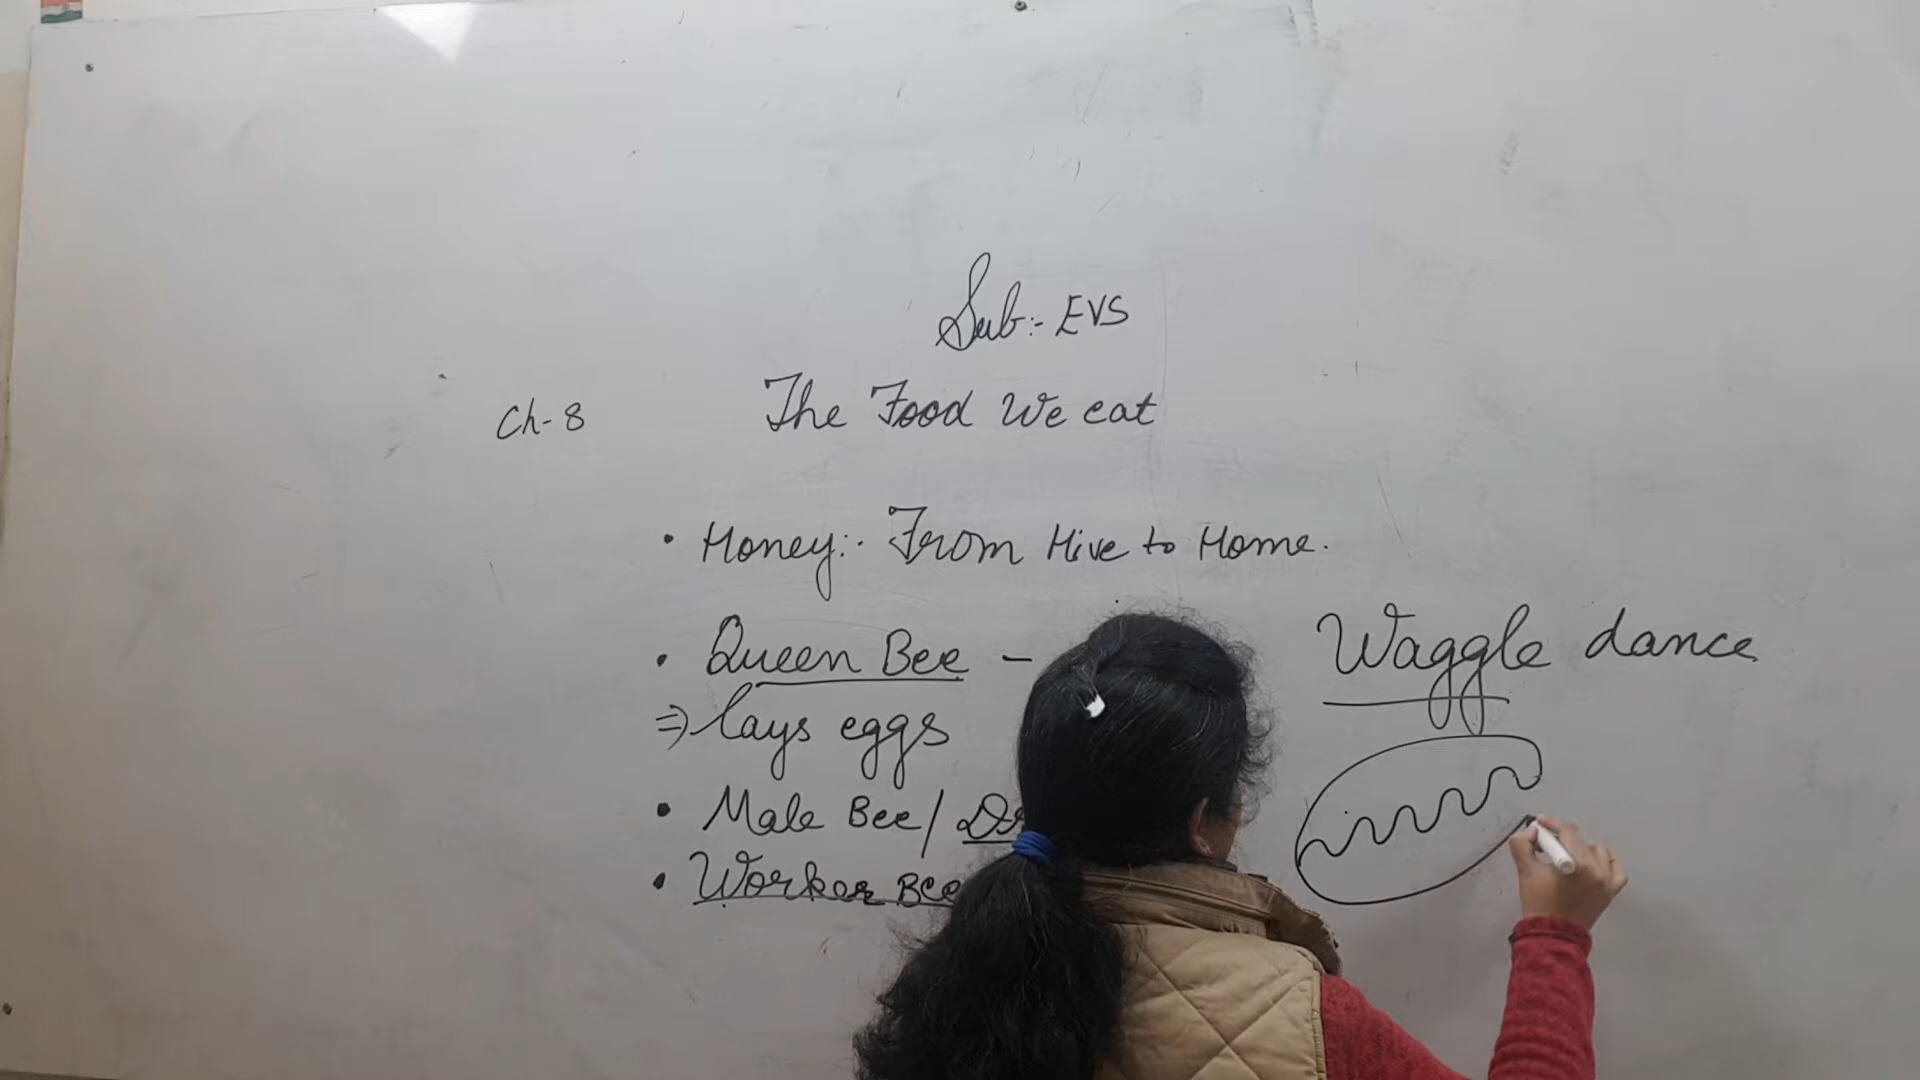 Sub:- EVS
Ch-8 The Food We eat
• Honey:- From Hive to Home.
• Queen Bee -
⇒ lays eggs
• Male Bee/
• Worker Bee
Waggle dance